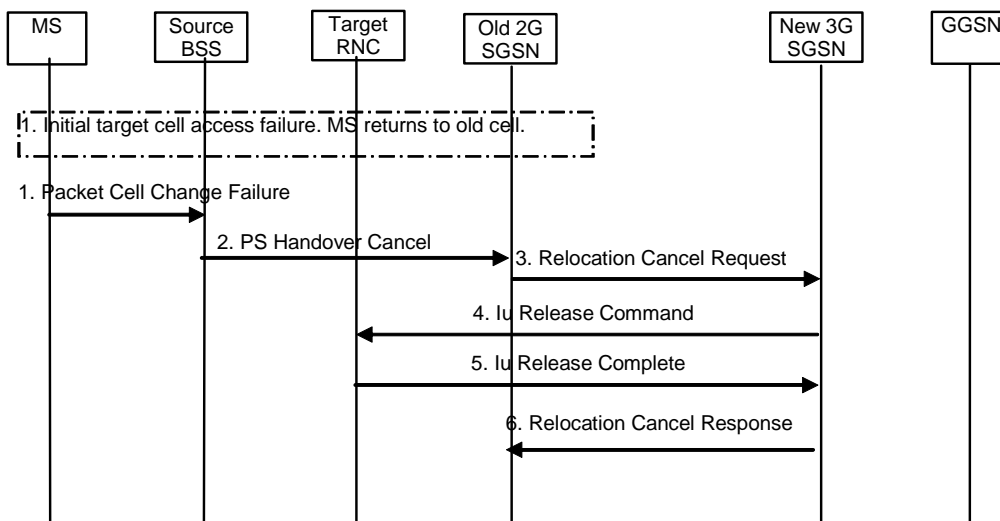 MS
Source
BSS
Target
RNC
Old 2G
SGSN
New 3G
SGSN
GGSN
1. Initial target cell access failure. MS returns to old cell.
1. Packet Cell Change Failure
2. PS Handover Cancel
3. Relocation Cancel Request
4. Iu Release Command
5. Iu Release Complete
6. Relocation Cancel Response